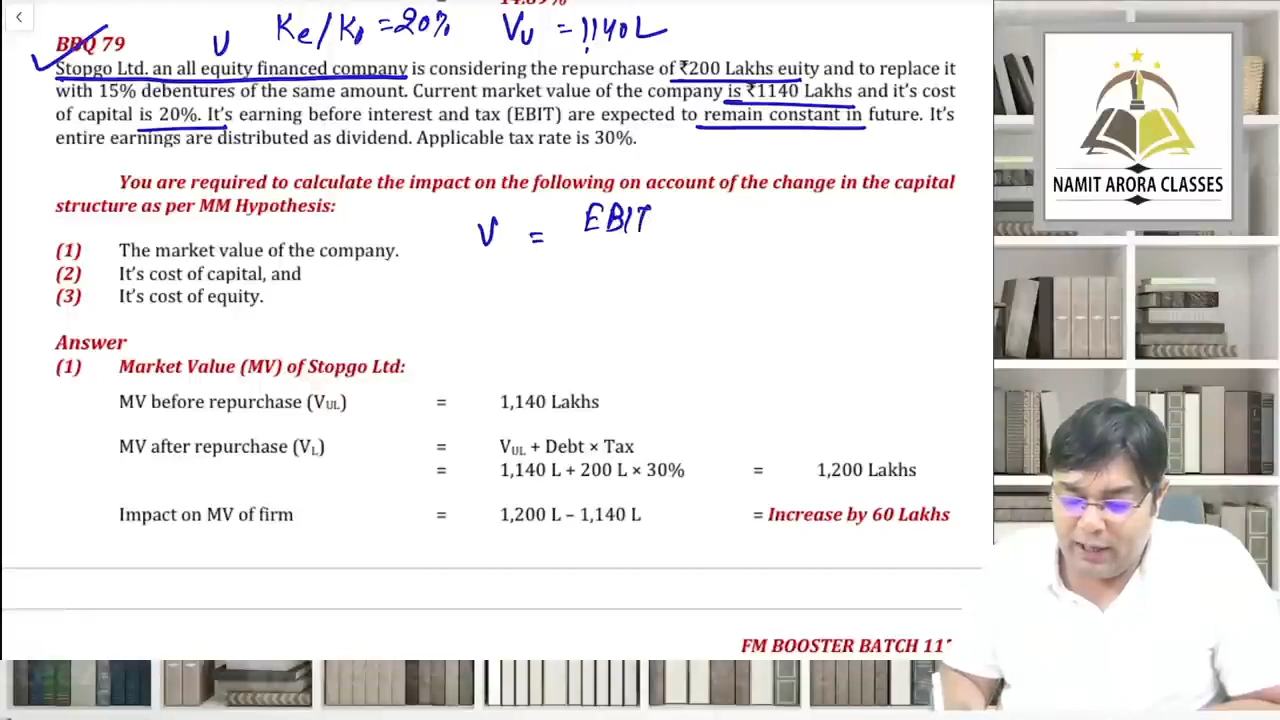 Ke/Ko = 20%
Vu = 1140L
U
BBQ 79
Stopgo Ltd. an all equity financed company is considering the repurchase of ₹200 Lakhs euity and to replace it
with 15% debentures of the same amount. Current market value of the company is ₹1140 Lakhs and it's cost
of capital is 20%. It's earning before interest and tax (EBIT) are expected to remain constant in future. It's
entire earnings are distributed as dividend. Applicable tax rate is 30%.
You are required to calculate the impact on the following on account of the change in the capital
structure as per MM Hypothesis:
V = EBIT
(1) The market value of the company.
(2) It's cost of capital, and
(3) It's cost of equity.
Answer
(1) Market Value (MV) of Stopgo Ltd:
MV before repurchase (VUL) = 1,140 Lakhs
MV after repurchase (VL) = VUL + Debt × Tax
= 1,140 L + 200 L × 30% = 1,200 Lakhs
Impact on MV of firm = 1,200 L – 1,140 L = Increase by 60 Lakhs
FM BOOSTER BATCH
NAMIT ARORA CLASSES